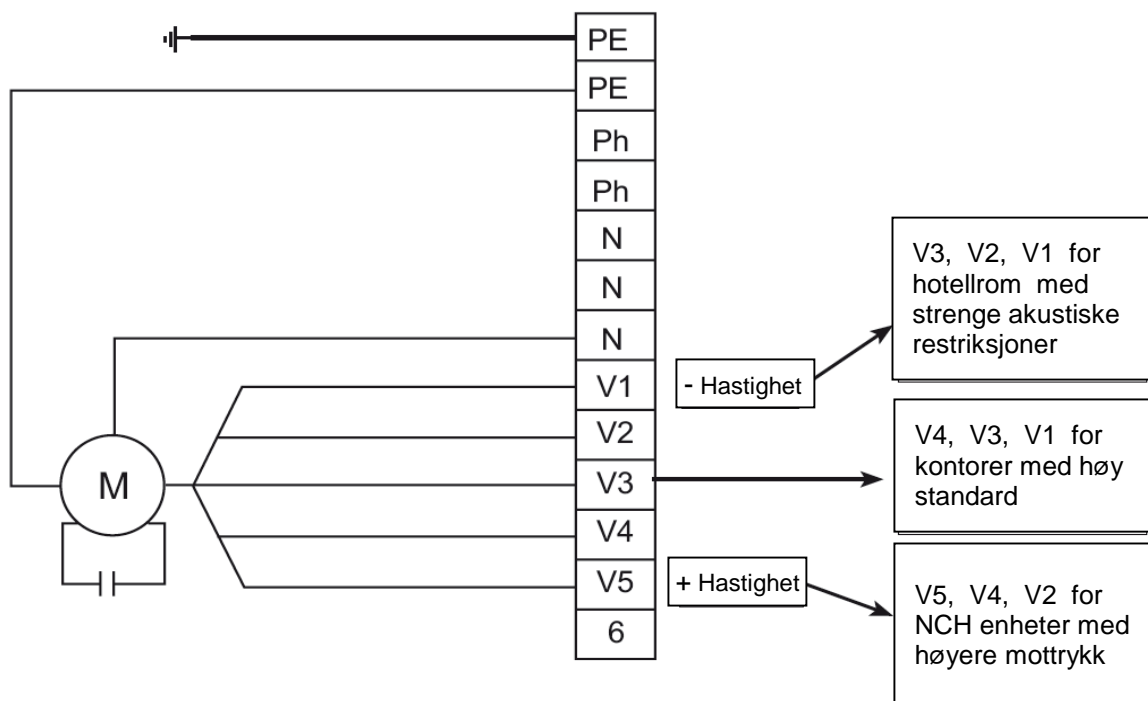 PE
PE
Ph
Ph
N
N
N
V1
V2
V3
V4
V5
6
M
- Hastighet
+ Hastighet
V3, V2, V1 for
hotellrom med
strenge akustiske
restriksjoner
V4, V3, V1 for
kontorer med høy
standard
V5, V4, V2 for
NCH enheter med
høyere mottrykk